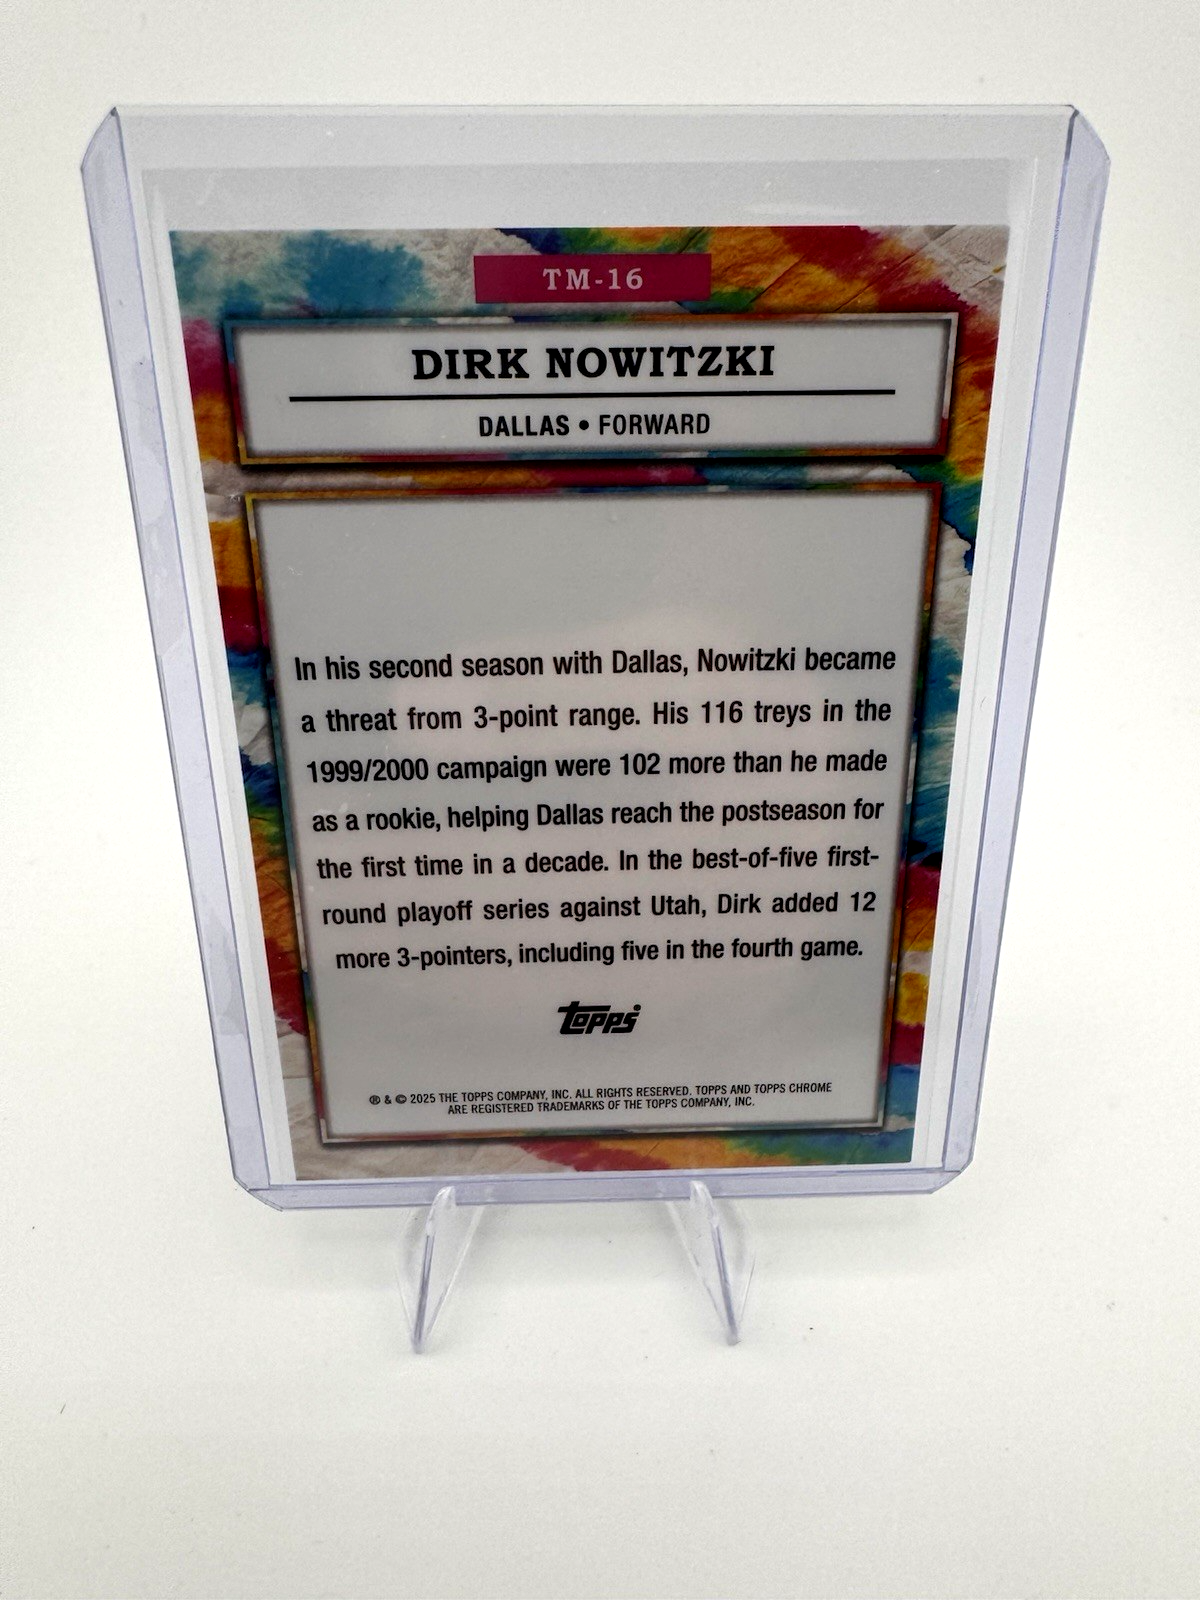 TM-16
DIRK NOWITZKI
DALLAS • FORWARD
In his second season with Dallas, Nowitzki became
a threat from 3-point range. His 116 treys in the
1999/2000 campaign were 102 more than he made
as a rookie, helping Dallas reach the postseason for
the first time in a decade. In the best-of-five first-
round playoff series against Utah, Dirk added 12
more 3-pointers, including five in the fourth game.
topps
® & © 2025 THE TOPPS COMPANY, INC. ALL RIGHTS RESERVED. TOPPS AND TOPPS CHROME
ARE REGISTERED TRADEMARKS OF THE TOPPS COMPANY, INC.